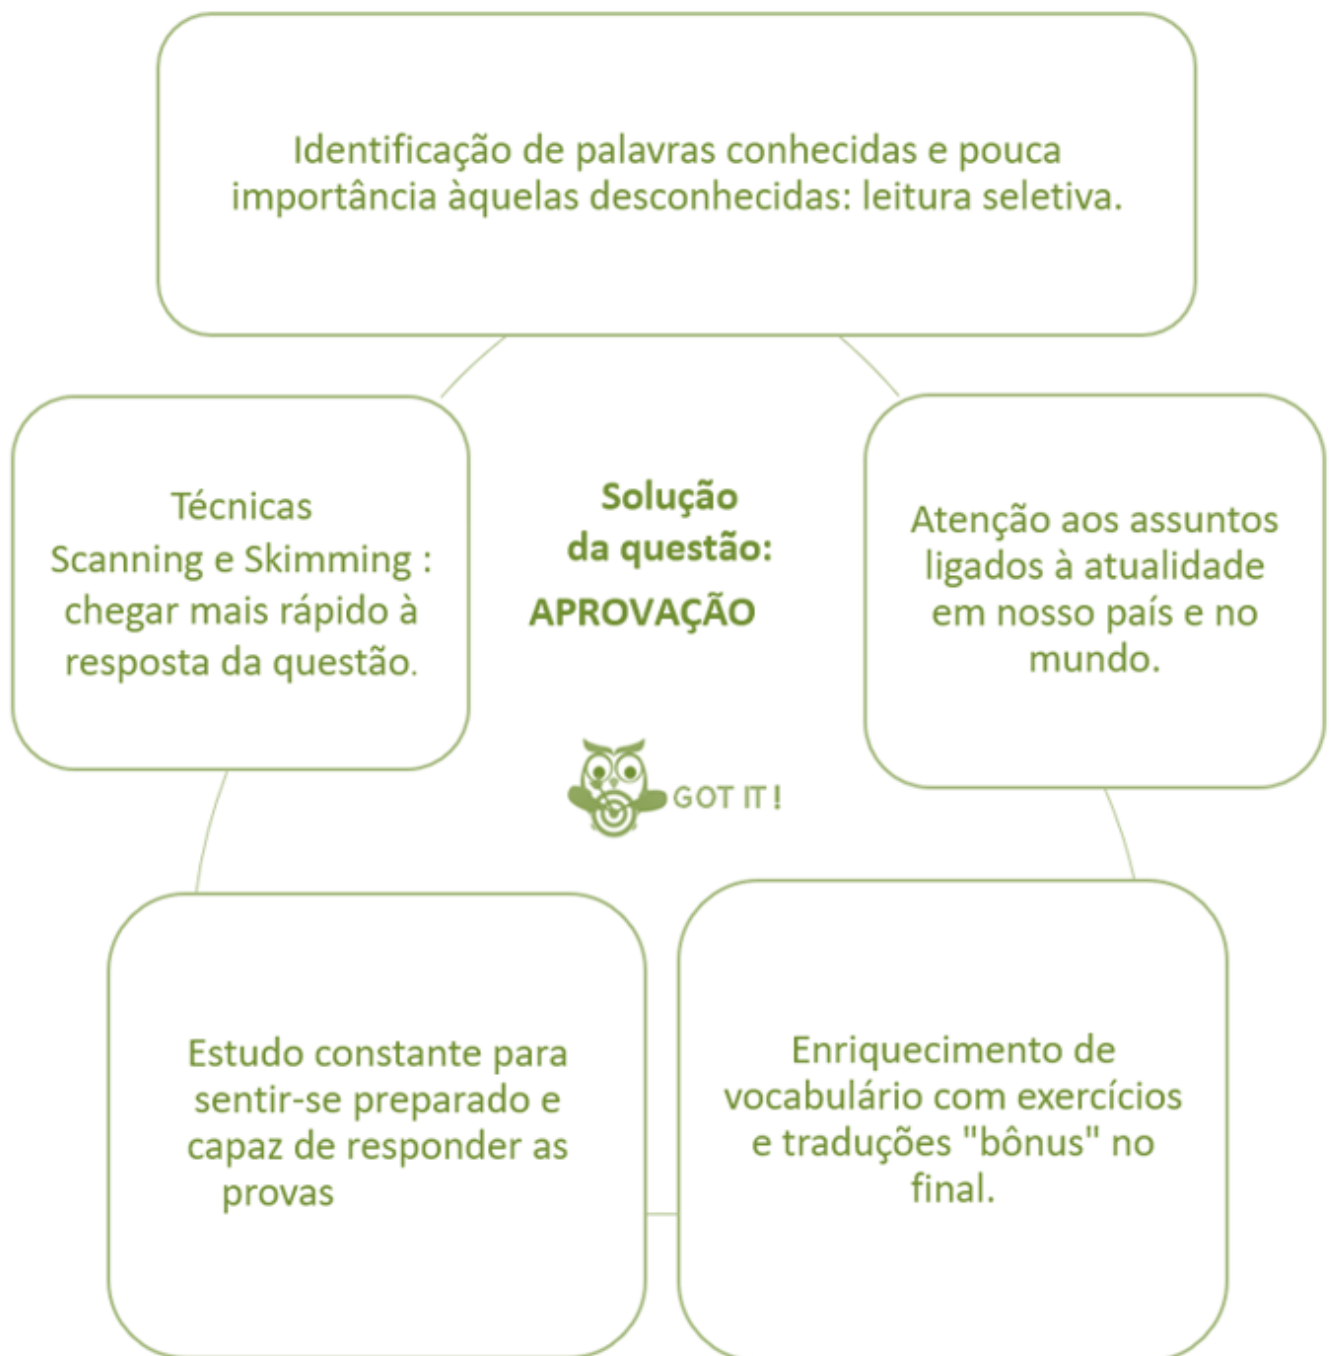 Identificação de palavras conhecidas e pouca
importância àquelas desconhecidas: leitura seletiva.
Técnicas
Scanning e Skimming :
chegar mais rápido à
resposta da questão.
Solução
da questão:
APROVAÇÃO
GOT IT!
Atenção aos assuntos
ligados à atualidade
em nosso país e no
mundo.
Estudo constante para
sentir-se preparado e
capaz de responder as
provas
Enriquecimento de
vocabulário com exercícios
e traduções "bônus" no
final.